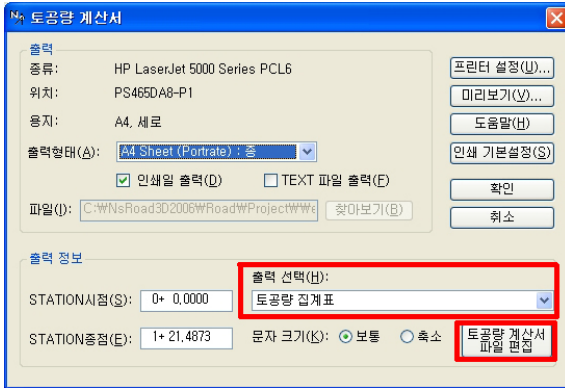 토공량 계산서
출력
종류: HP LaserJet 5000 Series PCL6
프린터 설정(U)...
위치: PS465DA8-P1
미리보기(V)...
용지: A4, 세로
도움말(H)
출력형태(A): A4 Sheet (Portrate) : 종
인쇄 기본설정(S)
인쇄일 출력(D) TEXT 파일 출력(F)
확인
파일(I): C:₩NsRoad3D2006₩Road₩Project₩₩e 찾아보기(B)
취소
출력 정보
출력 선택(H):
STATION시점(S): 0+ 0,0000
토공량 집계표
STATION종점(E): 1+ 21,4873
문자 크기(K): 보통 축소
토공량 계산서
파일 편집